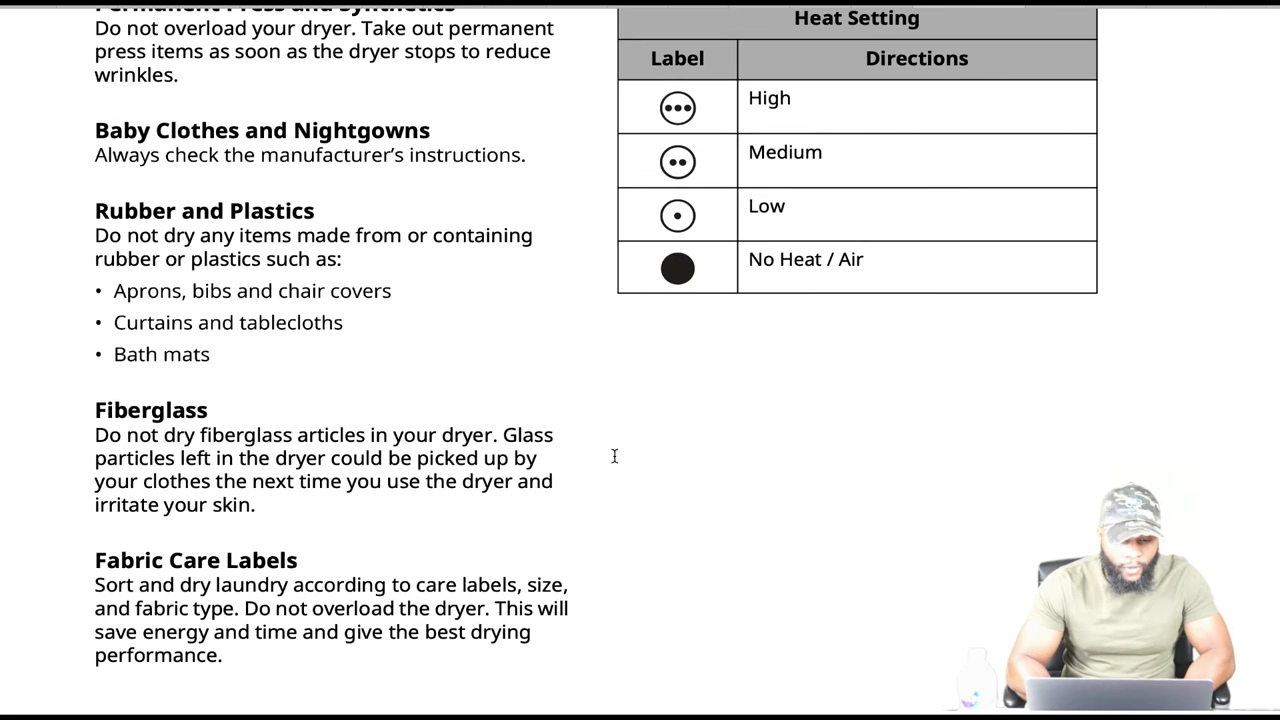 Permanent Press and Synthetics
Do not overload your dryer. Take out permanent
press items as soon as the dryer stops to reduce
wrinkles.
Baby Clothes and Nightgowns
Always check the manufacturer’s instructions.
Rubber and Plastics
Do not dry any items made from or containing
rubber or plastics such as:
• Aprons, bibs and chair covers
• Curtains and tablecloths
• Bath mats
Fiberglass
Do not dry fiberglass articles in your dryer. Glass
particles left in the dryer could be picked up by
your clothes the next time you use the dryer and
irritate your skin.
Fabric Care Labels
Sort and dry laundry according to care labels, size,
and fabric type. Do not overload the dryer. This will
save energy and time and give the best drying
performance.
Heat Setting
Label Directions
High
Medium
Low
No Heat / Air